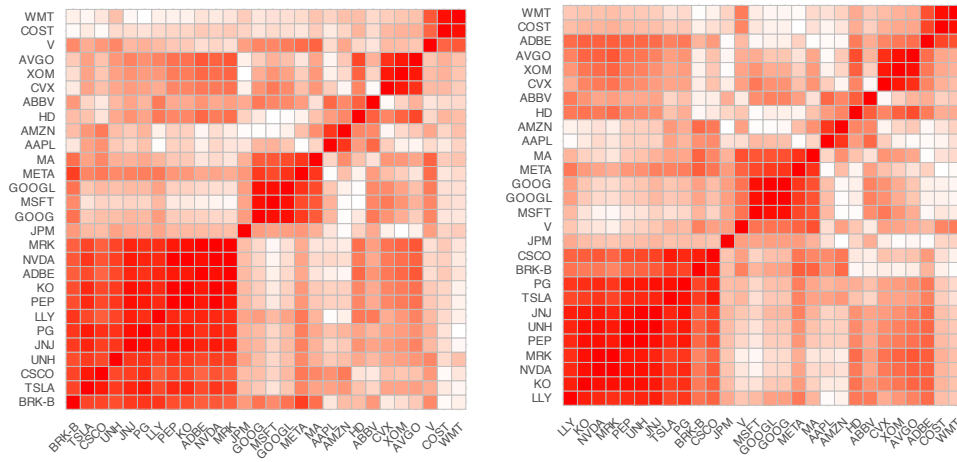 WMT
COST
V
AVGO
XOM
CVX
ABBV
HD
AMZN
AAPL
MA
META
GOOGL
MSFT
GOOG
JPM
MRK
NVDA
ADBE
KO
PEP
LLY
PG
JNJ
UNH
CSCO
TSLA
BRK-B
BRK-B TSLA CSCO UNH JNJ PG LLY PEP KO ADBE NVDA MRK JPM GOOG MSFT GOOGL META MA AAPL AMZN HD ABBV CVX XOM AVGO V COST WMT
WMT
COST
ADBE
AVGO
XOM
CVX
ABBV
HD
AMZN
AAPL
MA
META
GOOG
GOOGL
MSFT
V
JPM
CSCO
BRK-B
PG
TSLA
JNJ
UNH
PEP
MRK
NVDA
KO
LLY
LLY KO NVDA MRK PEP UNH JNJ TSLA PG BRK-B CSCO JPM V MSFT GOOGL GOOG META MA AAPL AMZN HD ABBV CVX XOM AVGO ADBE COST WMT